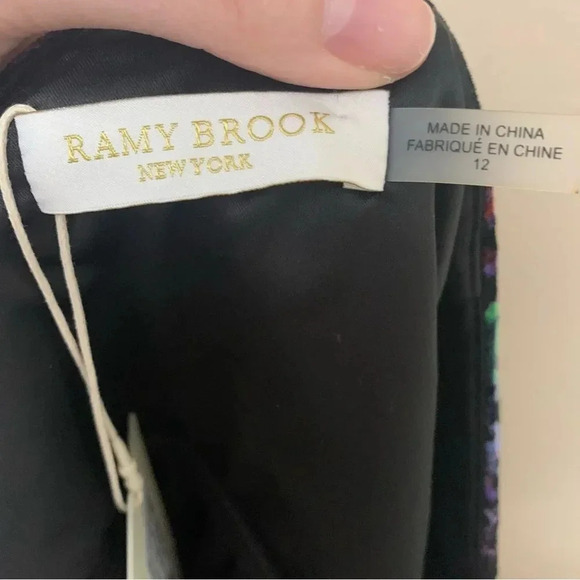 RAMY BROOK
NEW YORK
MADE IN CHINA
FABRIQUÉ EN CHINE
12